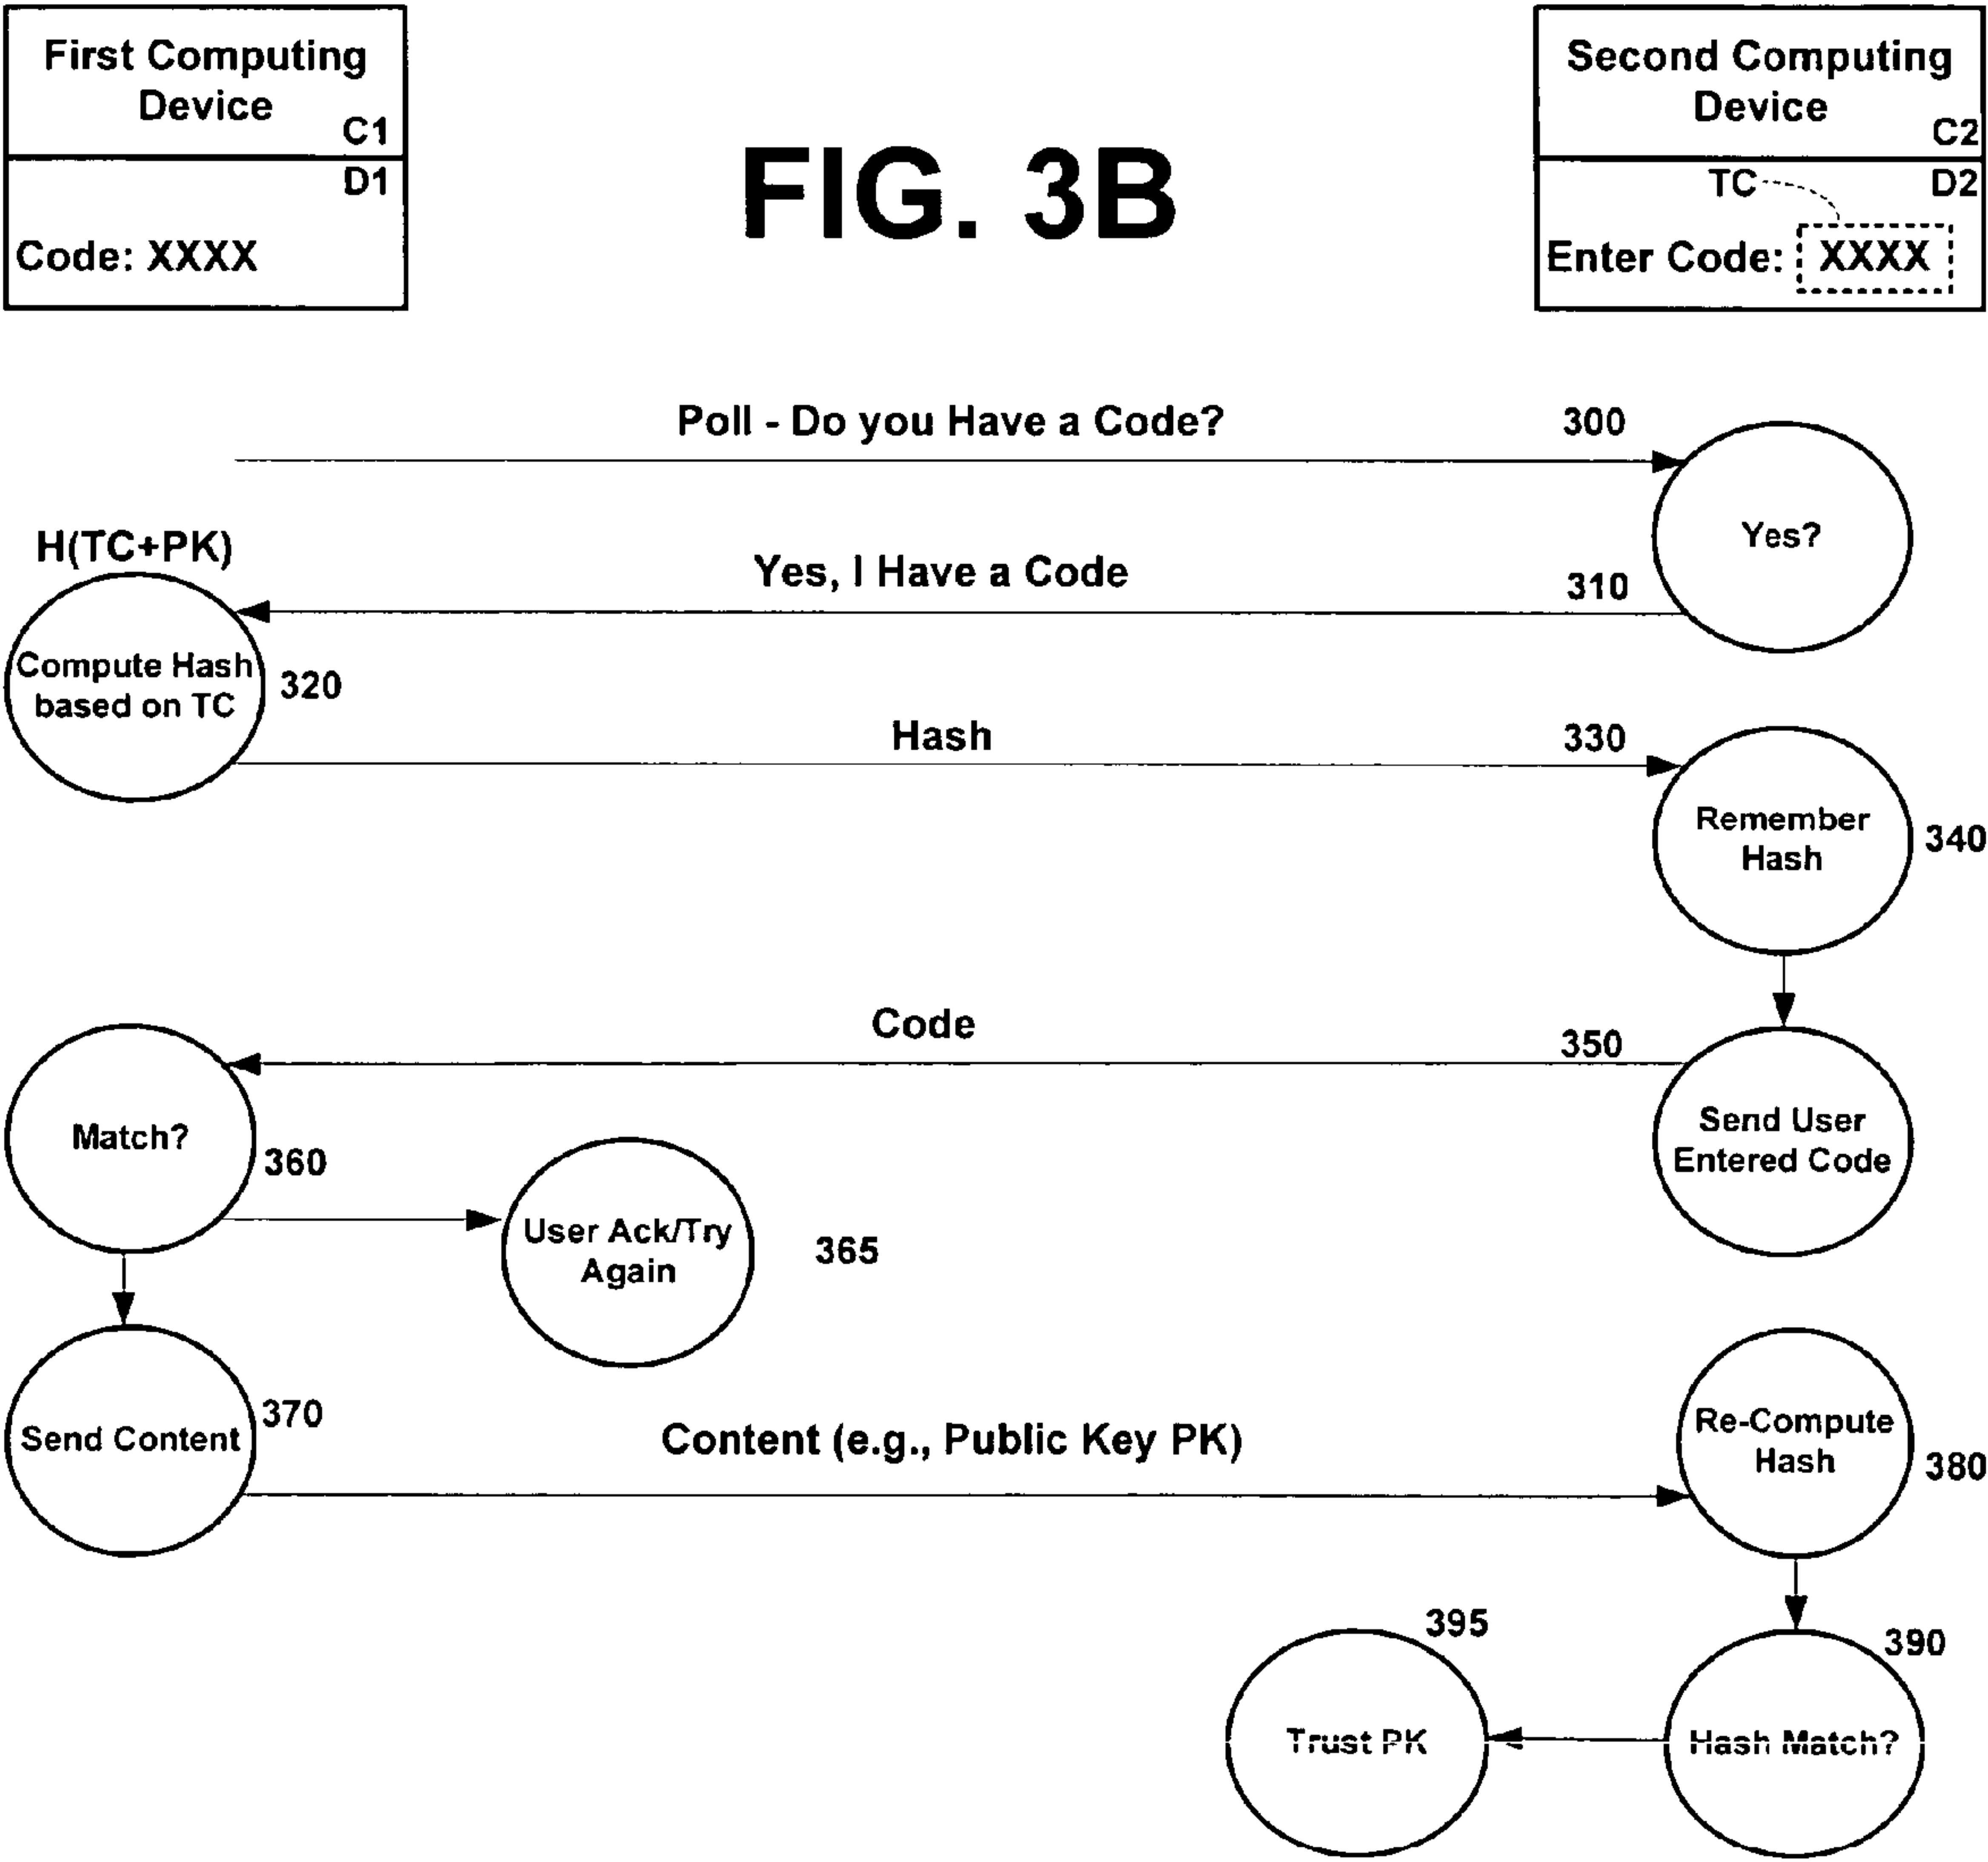 First Computing
Device
C1
D1
Code: XXXX
FIG. 3B
Second Computing
Device
C2
TC
D2
Enter Code: XXXX
Poll - Do you Have a Code?
300
Yes?
H(TC+PK)
Yes, I Have a Code
310
Compute Hash
based on TC
320
Hash
330
Remember
Hash
340
Code
350
Match?
360
Send User
Entered Code
User Ack/Try
Again
365
Send Content
370
Content (e.g., Public Key PK)
Re-Compute
Hash
380
395
390
Trust PK
Hash Match?